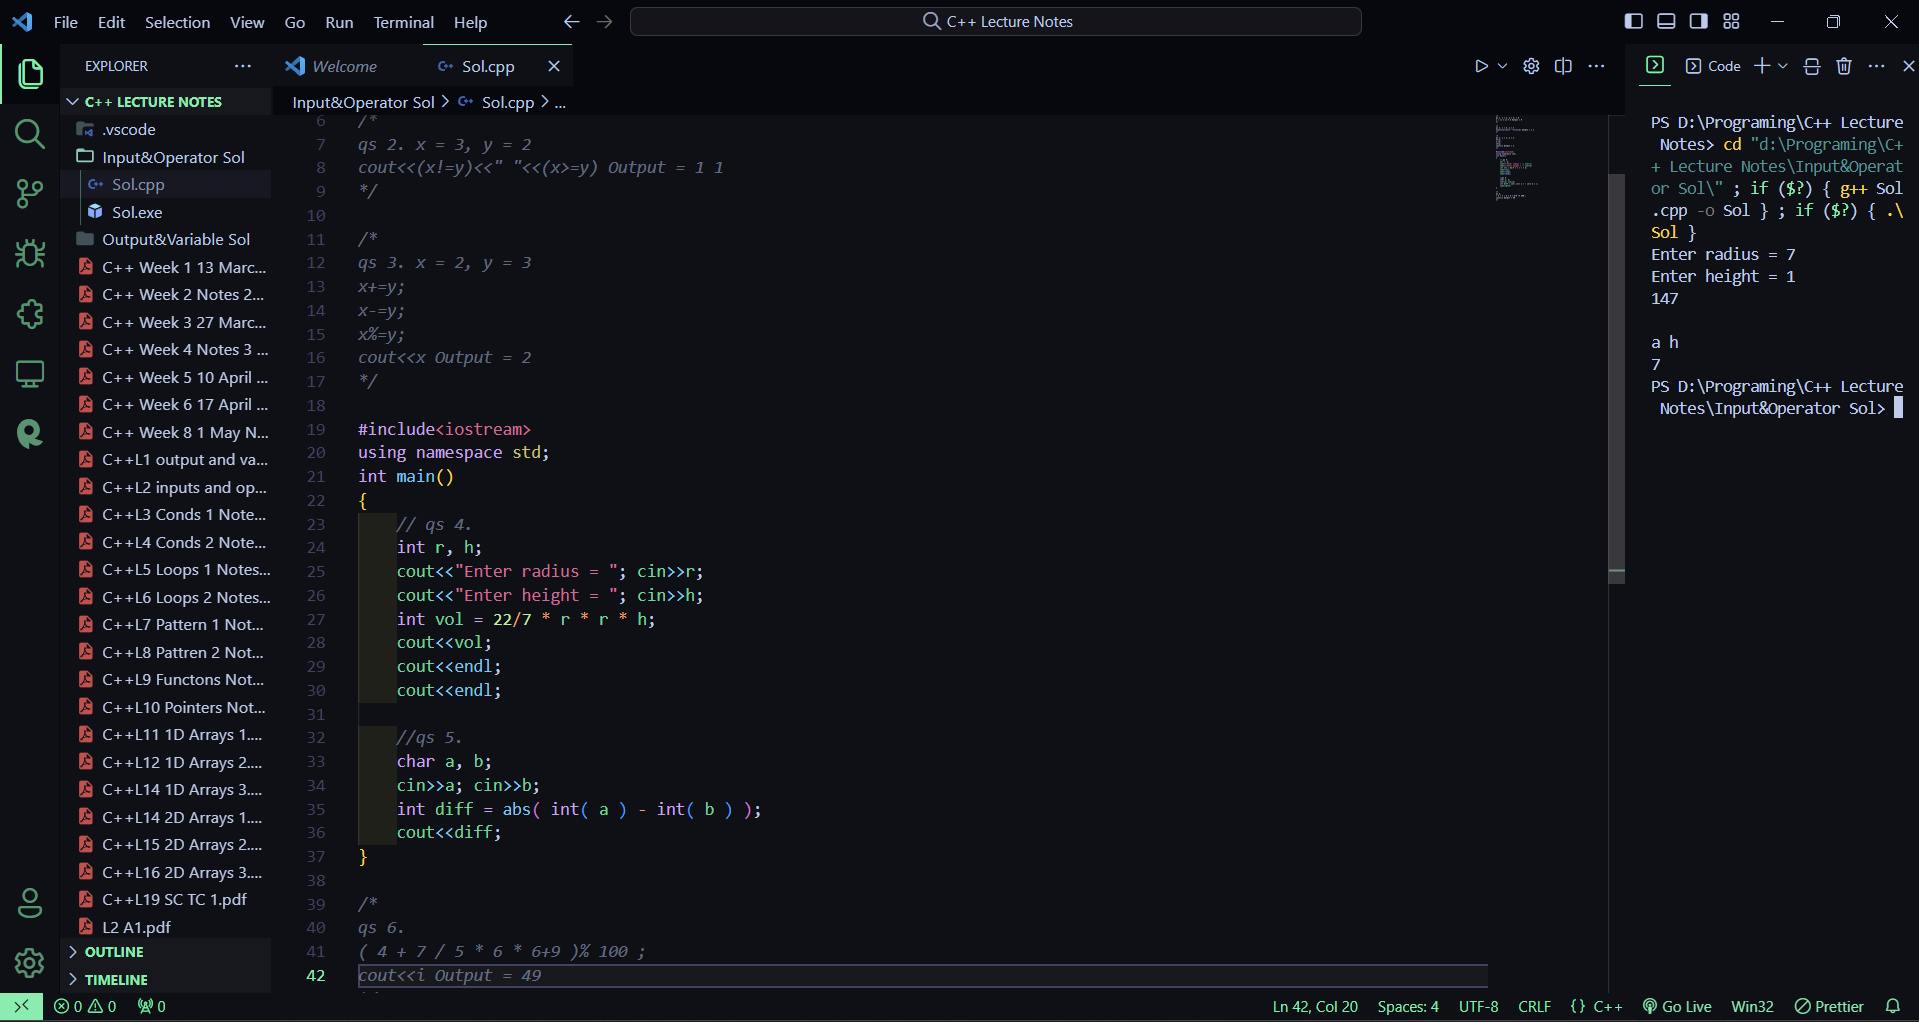 File Edit Selection View Go Run Terminal Help
C++ Lecture Notes
EXPLORER
C++ LECTURE NOTES
.vscode
Input&Operator Sol
Sol.cpp
Sol.exe
Output&Variable Sol
C++ Week 1 13 Marc...
C++ Week 2 Notes 2...
C++ Week 3 27 Marc...
C++ Week 4 Notes 3 ...
C++ Week 5 10 April ...
C++ Week 6 17 April ...
C++ Week 8 1 May N...
C++L1 output and va...
C++L2 inputs and op...
C++L3 Conds 1 Note...
C++L4 Conds 2 Note...
C++L5 Loops 1 Notes...
C++L6 Loops 2 Notes...
C++L7 Pattern 1 Not...
C++L8 Pattren 2 Not...
C++L9 Functons Not...
C++L10 Pointers Not...
C++L11 1D Arrays 1....
C++L12 1D Arrays 2....
C++L14 1D Arrays 3....
C++L14 2D Arrays 1....
C++L15 2D Arrays 2....
C++L16 2D Arrays 3....
C++L19 SC TC 1.pdf
L2 A1.pdf
OUTLINE
TIMELINE
Welcome
Sol.cpp
Input&Operator Sol > Sol.cpp > ...
6 /*
7 qs 2. x = 3, y = 2
8 cout<<(x!=y)<<" "<<(x>=y) Output = 1 1
9 */
10
11 /*
12 qs 3. x = 2, y = 3
13 x+=y;
14 x-=y;
15 x%=y;
16 cout<<x Output = 2
17 */
18
19 #include<iostream>
20 using namespace std;
21 int main()
22 {
23 // qs 4.
24 int r, h;
25 cout<<"Enter radius = "; cin>>r;
26 cout<<"Enter height = "; cin>>h;
27 int vol = 22/7 * r * r * h;
28 cout<<vol;
29 cout<<endl;
30 cout<<endl;
31
32 //qs 5.
33 char a, b;
34 cin>>a; cin>>b;
35 int diff = abs( int( a ) - int( b ) );
36 cout<<diff;
37 }
38
39 /*
40 qs 6.
41 ( 4 + 7 / 5 * 6 * 6+9 )% 100 ;
42 cout<<i Output = 49
Code
PS D:\Programing\C++ Lecture
Notes> cd "d:\Programing\C+
+ Lecture Notes\Input&Operat
or Sol\" ; if ($?) { g++ Sol
.cpp -o Sol } ; if ($?) { .\
Sol }
Enter radius = 7
Enter height = 1
147
a h
7
PS D:\Programing\C++ Lecture
Notes\Input&Operator Sol>
0 0 0
Ln 42, Col 20 Spaces: 4 UTF-8 CRLF {} C++ Go Live Win32 Prettier